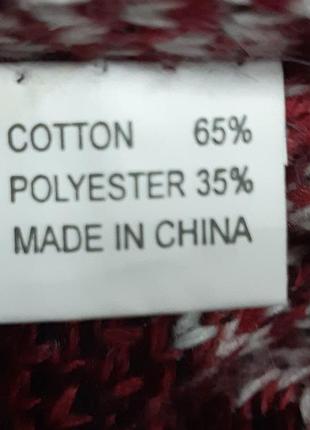 COTTON 65%
POLYESTER 35%
MADE IN CHINA